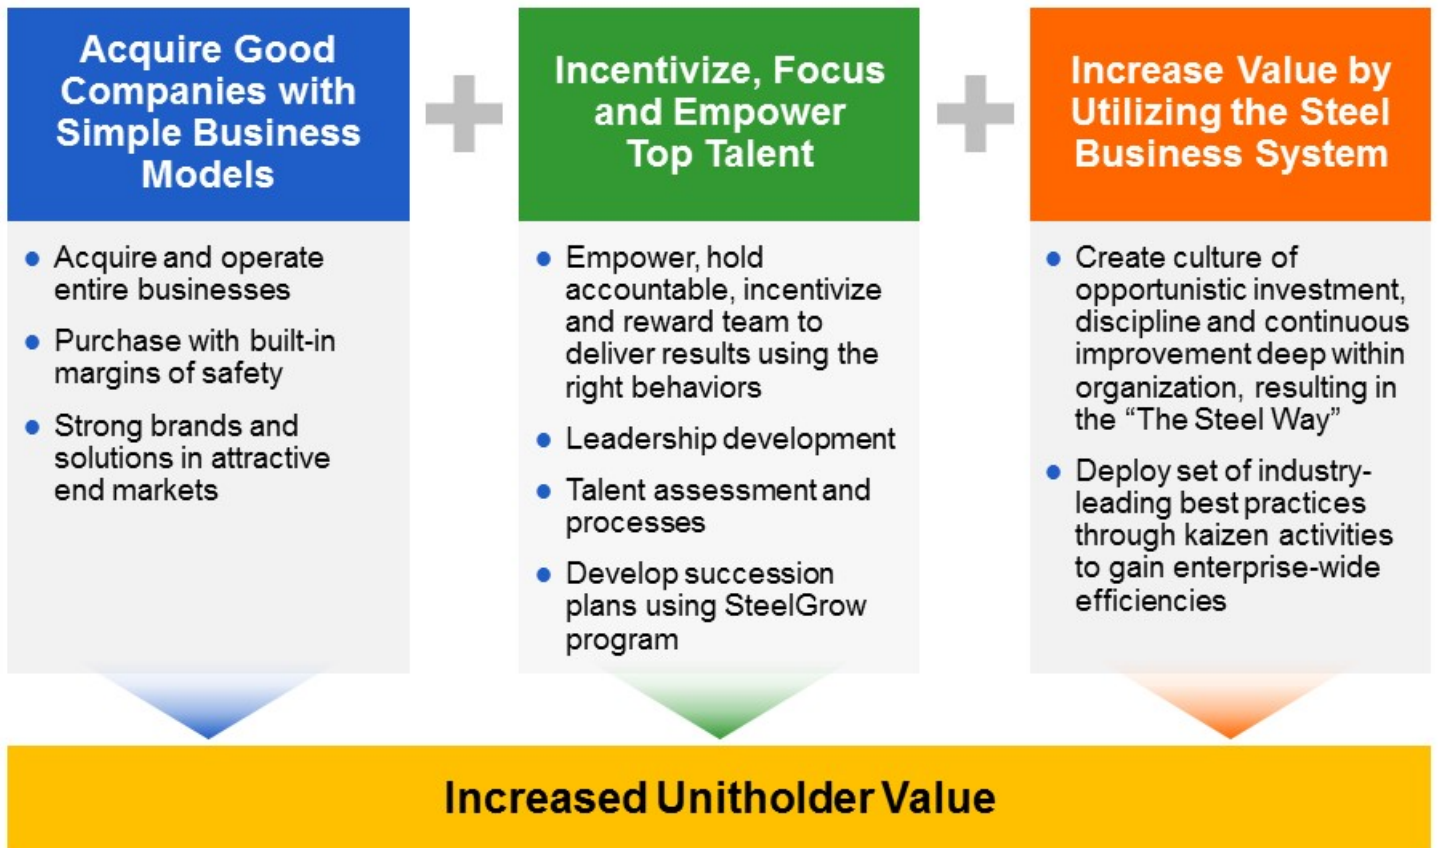 Acquire Good
Companies with
Simple Business
Models
Acquire and operate
entire businesses
Purchase with built-in
margins of safety
Strong brands and
solutions in attractive
end markets
Incentivize, Focus
and Empower
Top Talent
Empower, hold
accountable, incentivize
and reward team to
deliver results using the
right behaviors
Leadership development
Talent assessment and
processes
Develop succession
plans using SteelGrow
program
Increase Value by
Utilizing the Steel
Business System
Create culture of
opportunistic investment,
discipline and continuous
improvement deep within
organization, resulting in
the “The Steel Way”
Deploy set of industry-
leading best practices
through kaizen activities
to gain enterprise-wide
efficiencies
Increased Unitholder Value